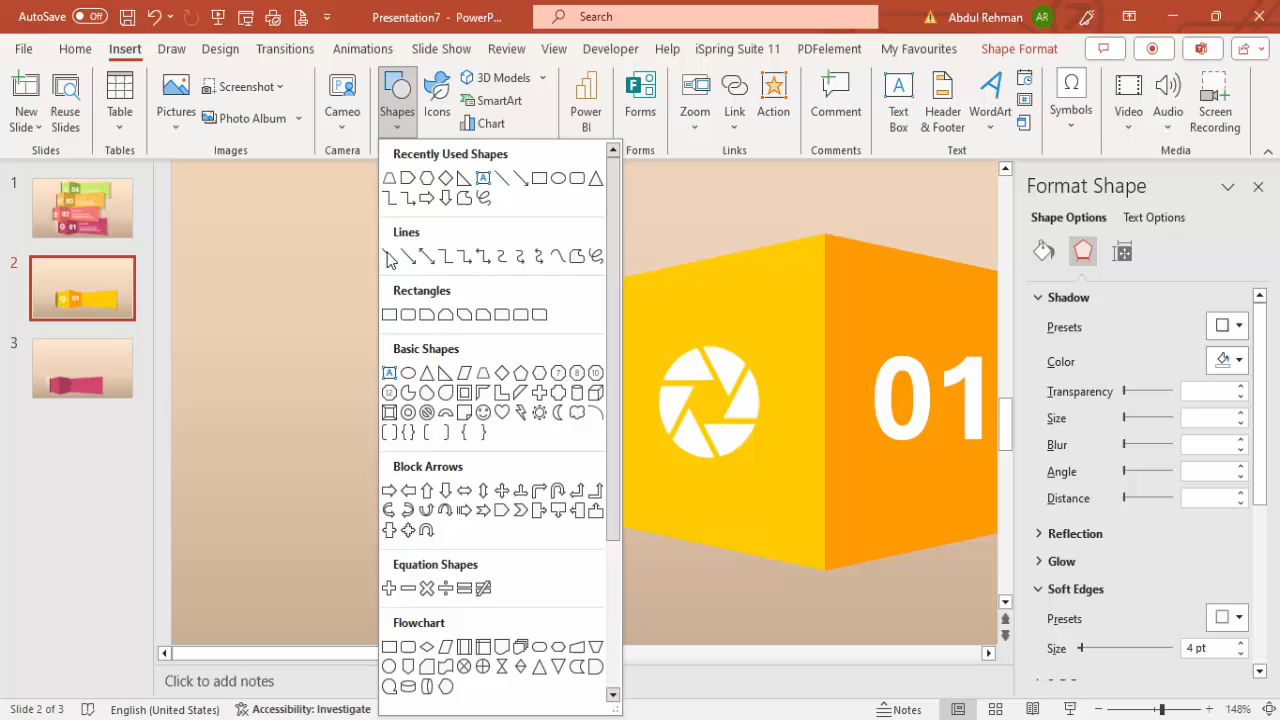 AutoSave Off Presentation7 - PowerP... Search Abdul Rehman AR
File Home Insert Draw Design Transitions Animations Slide Show Review View Developer Help iSpring Suite 11 PDFelement My Favourites Shape Format
New Slide Reuse Slides Table Pictures Screenshot Photo Album Cameo Shapes Icons 3D Models SmartArt Chart Power BI Forms Zoom Link Action Comment Text Box Header & Footer WordArt Symbols Video Audio Screen Recording
Slides Tables Images Camera Forms Links Comments Text Media
Recently Used Shapes
Lines
Rectangles
Basic Shapes
Block Arrows
Equation Shapes
Flowchart
1
04
01
2
01
3
01
Format Shape
Shape Options Text Options
Shadow
Presets
Color
Transparency
Size
Blur
Angle
Distance
Reflection
Glow
Soft Edges
Presets
Size 4 pt
Click to add notes
Slide 2 of 3 English (United States) Accessibility: Investigate Notes 148%